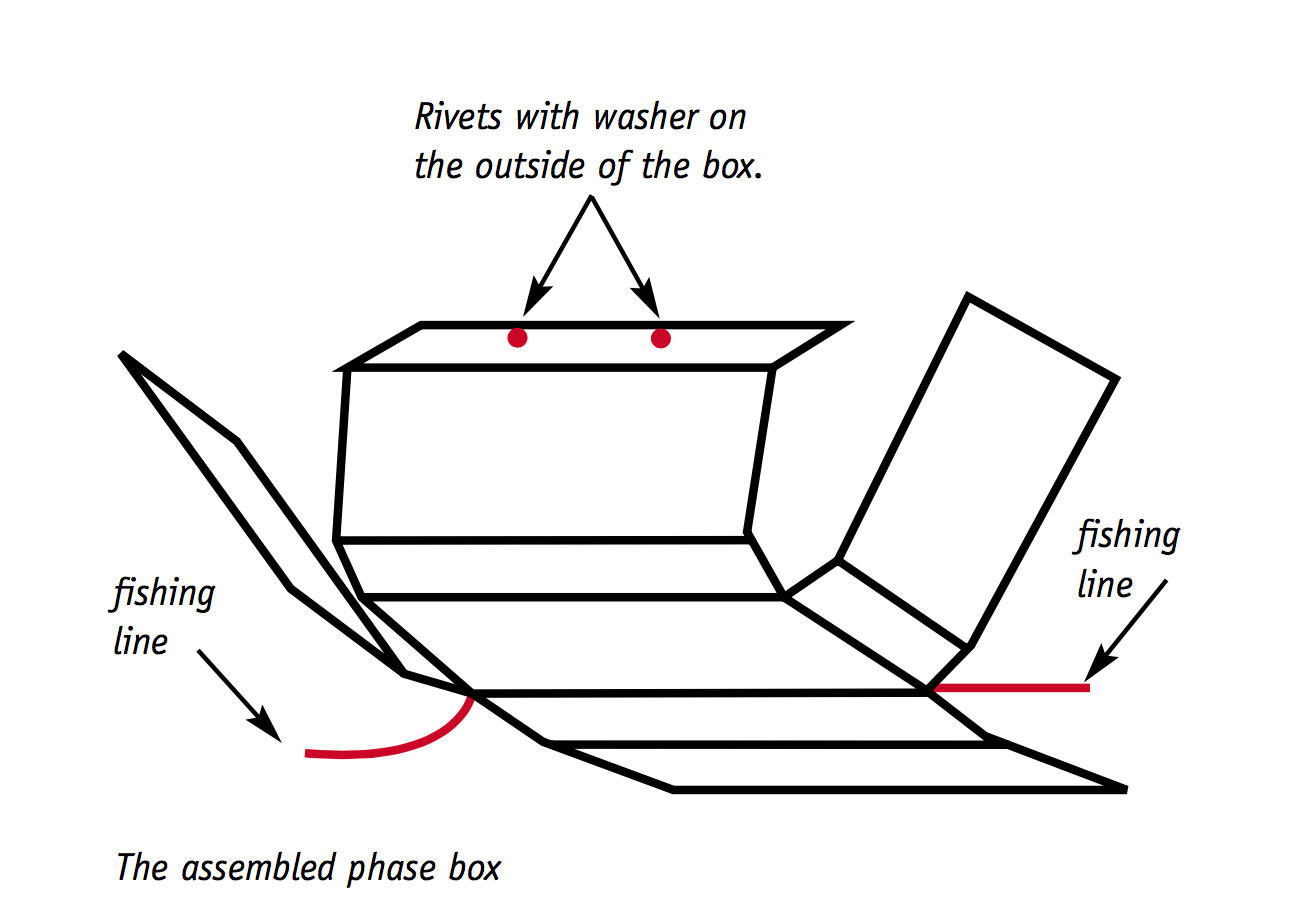 Rivets with washer on
the outside of the box.
fishing
line
fishing
line
The assembled phase box